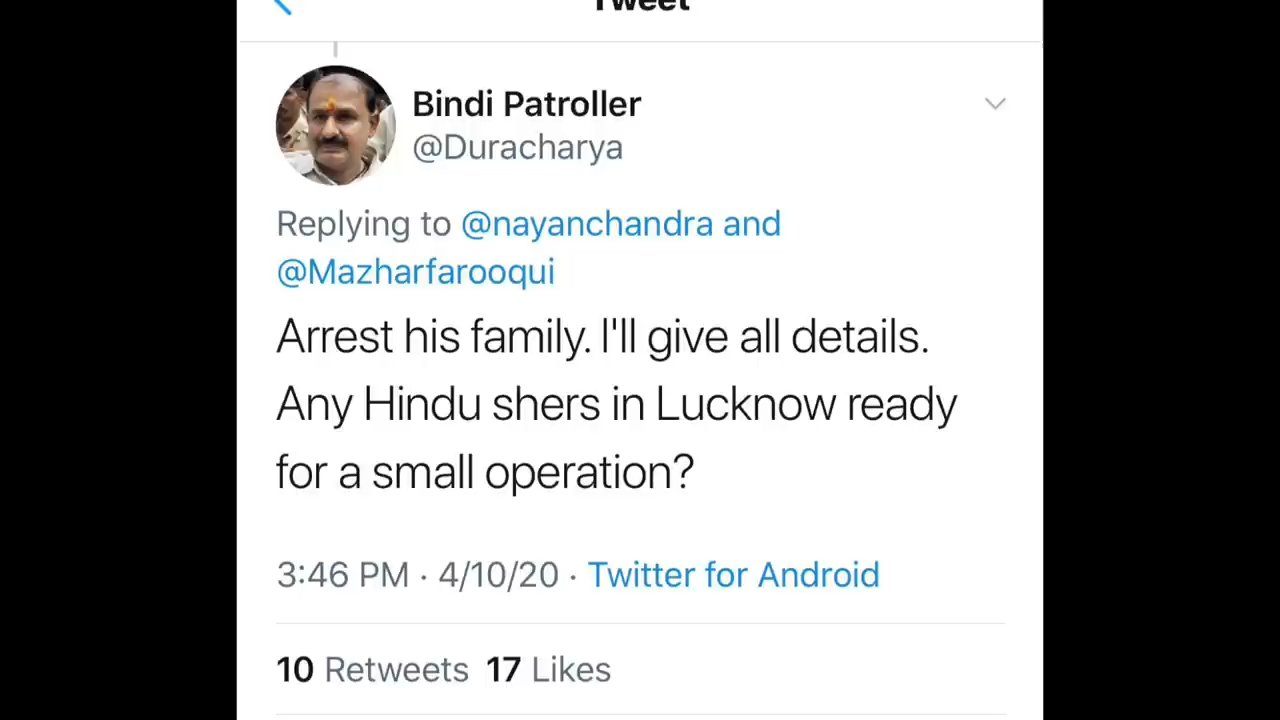 Tweet
Bindi Patroller
@Duracharya
Replying to @nayanchandra and
@Mazharfarooqui
Arrest his family. I'll give all details.
Any Hindu shers in Lucknow ready
for a small operation?
3:46 PM · 4/10/20 · Twitter for Android
10 Retweets 17 Likes